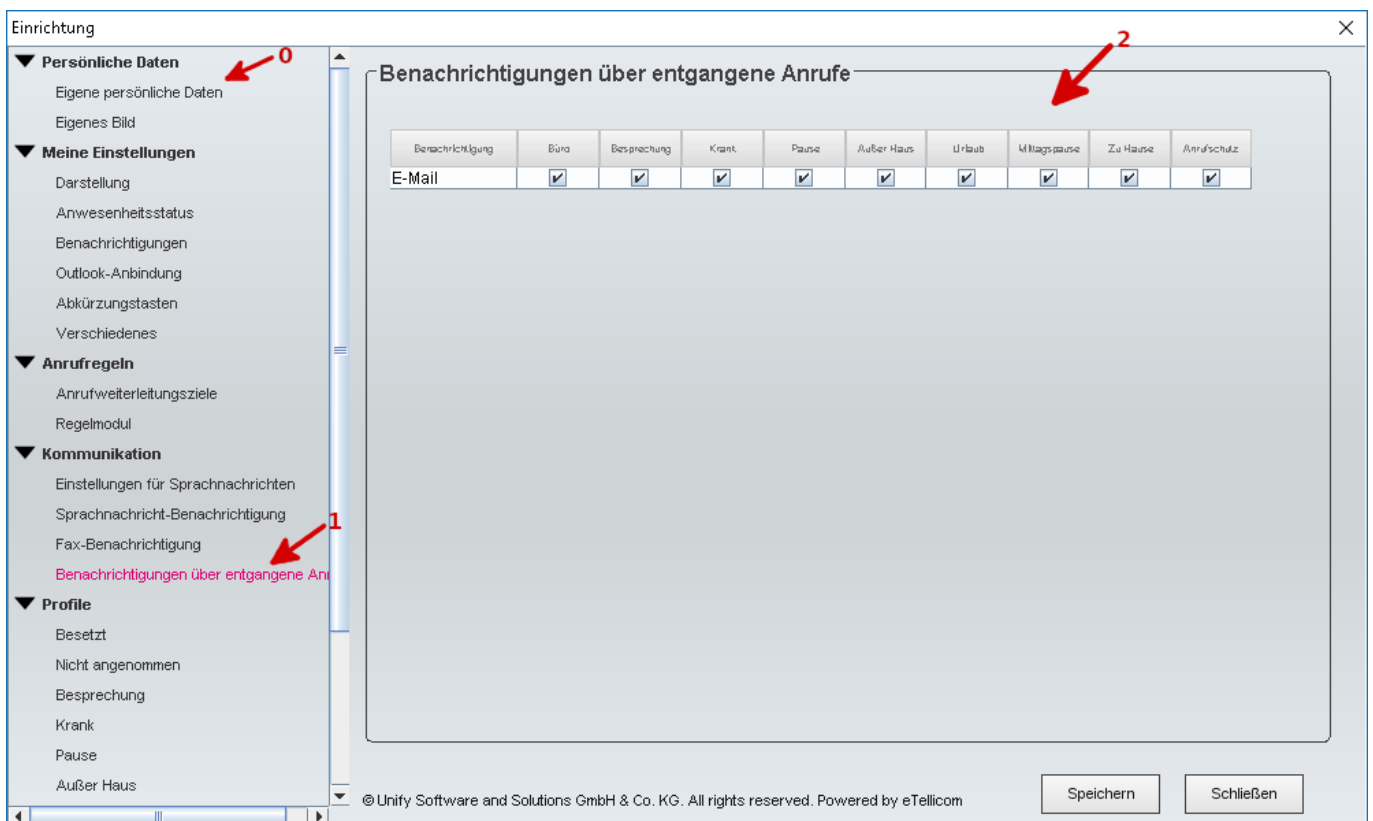 Einrichtung
Persönliche Daten
0
Eigene persönliche Daten
Eigenes Bild
Meine Einstellungen
Darstellung
Anwesenheitsstatus
Benachrichtigungen
Outlook-Anbindung
Abkürzungstasten
Verschiedenes
Anrufregeln
Anrufweiterleitungsziele
Regelmodul
Kommunikation
Einstellungen für Sprachnachrichten
Sprachnachricht-Benachrichtigung
1
Fax-Benachrichtigung
Benachrichtigungen über entgangene An
Profile
Besetzt
Nicht angenommen
Besprechung
Krank
Pause
Außer Haus
2
Benachrichtigungen über entgangene Anrufe
Benachrichtigung Büro Besprechung Krank Pause Außer Haus Urlaub Mittagspause Zu Hause Anrufschutz
E-Mail
© Unify Software and Solutions GmbH & Co. KG. All rights reserved. Powered by eTellicom
Speichern Schließen